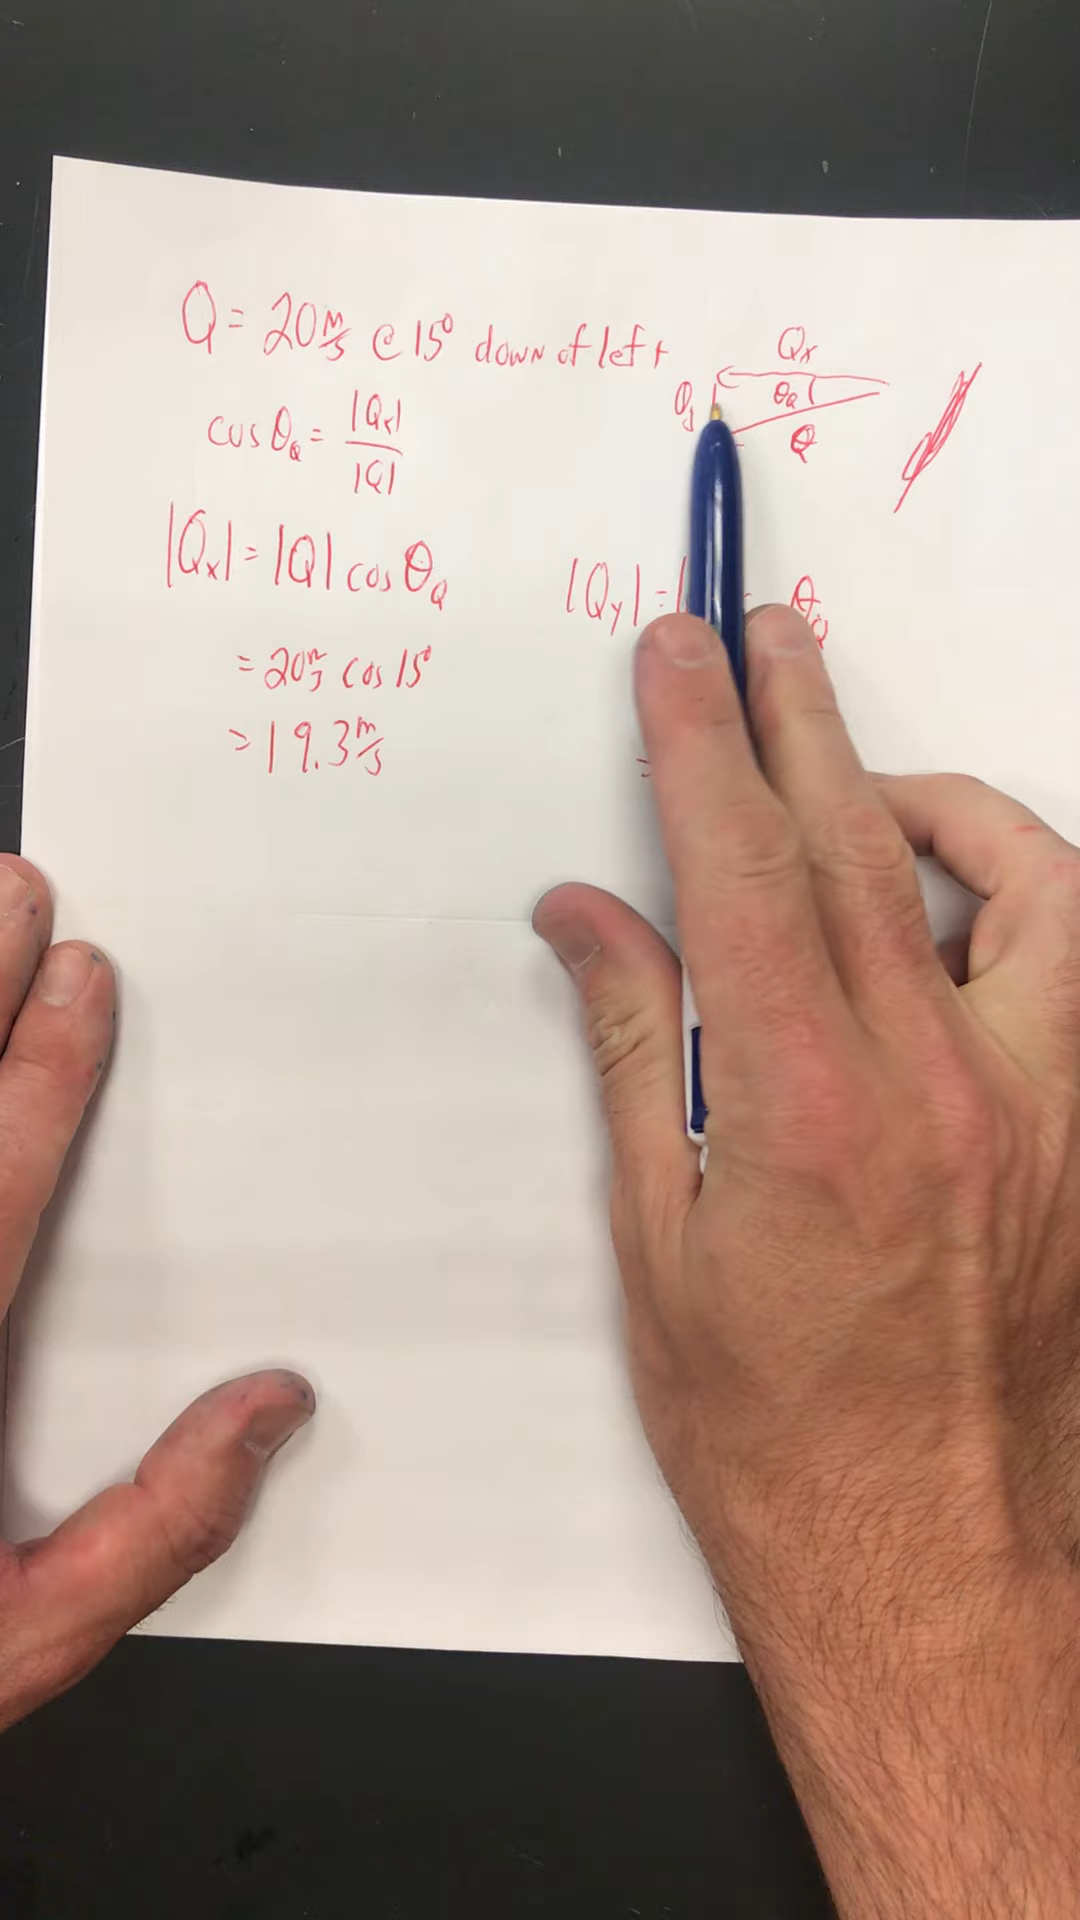 Q = 20 m/s @ 15° down of left
Qx
θQ
Qy
Q
cos θQ = |Qx| / |Q|
|Qx| = |Q| cos θQ
|Qy| = | θQ
= 20 m/s cos 15°
= 19.3 m/s
=